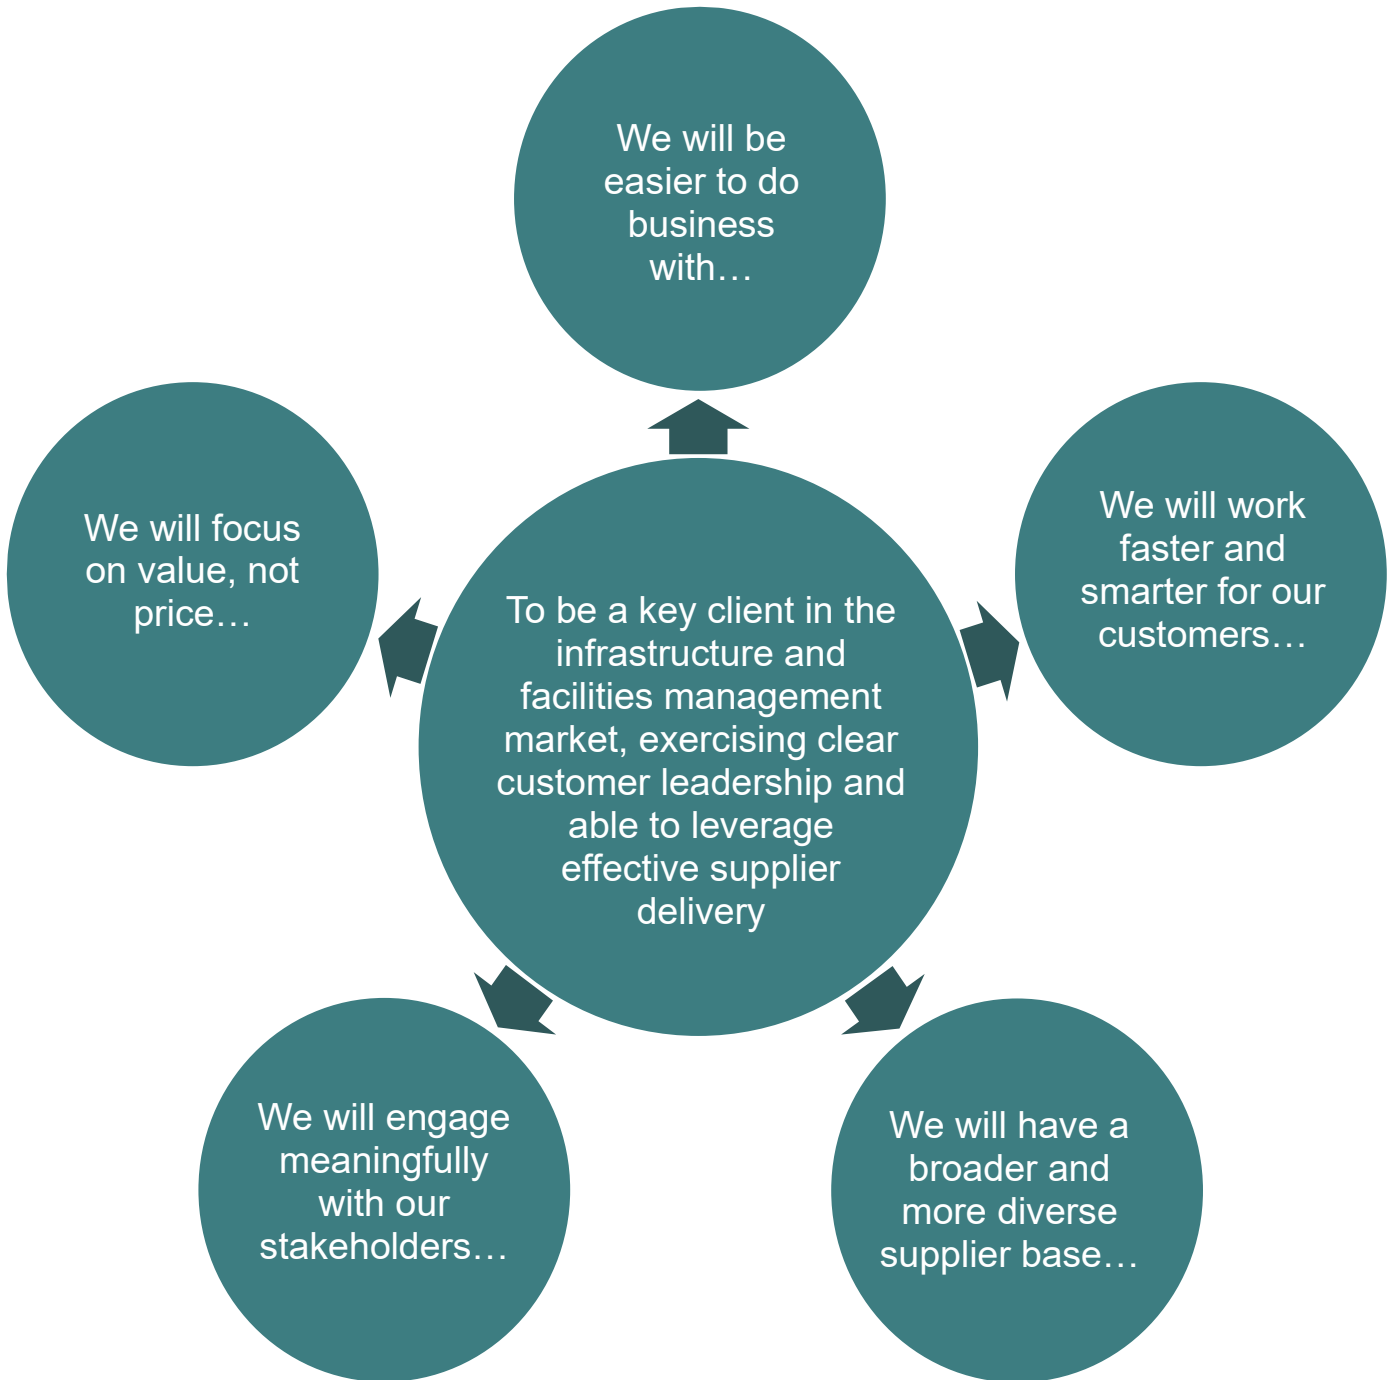 We will be
easier to do
business
with…
We will focus
on value, not
price…
We will work
faster and
smarter for our
customers…
To be a key client in the
infrastructure and
facilities management
market, exercising clear
customer leadership and
able to leverage
effective supplier
delivery
We will engage
meaningfully
with our
stakeholders…
We will have a
broader and
more diverse
supplier base…